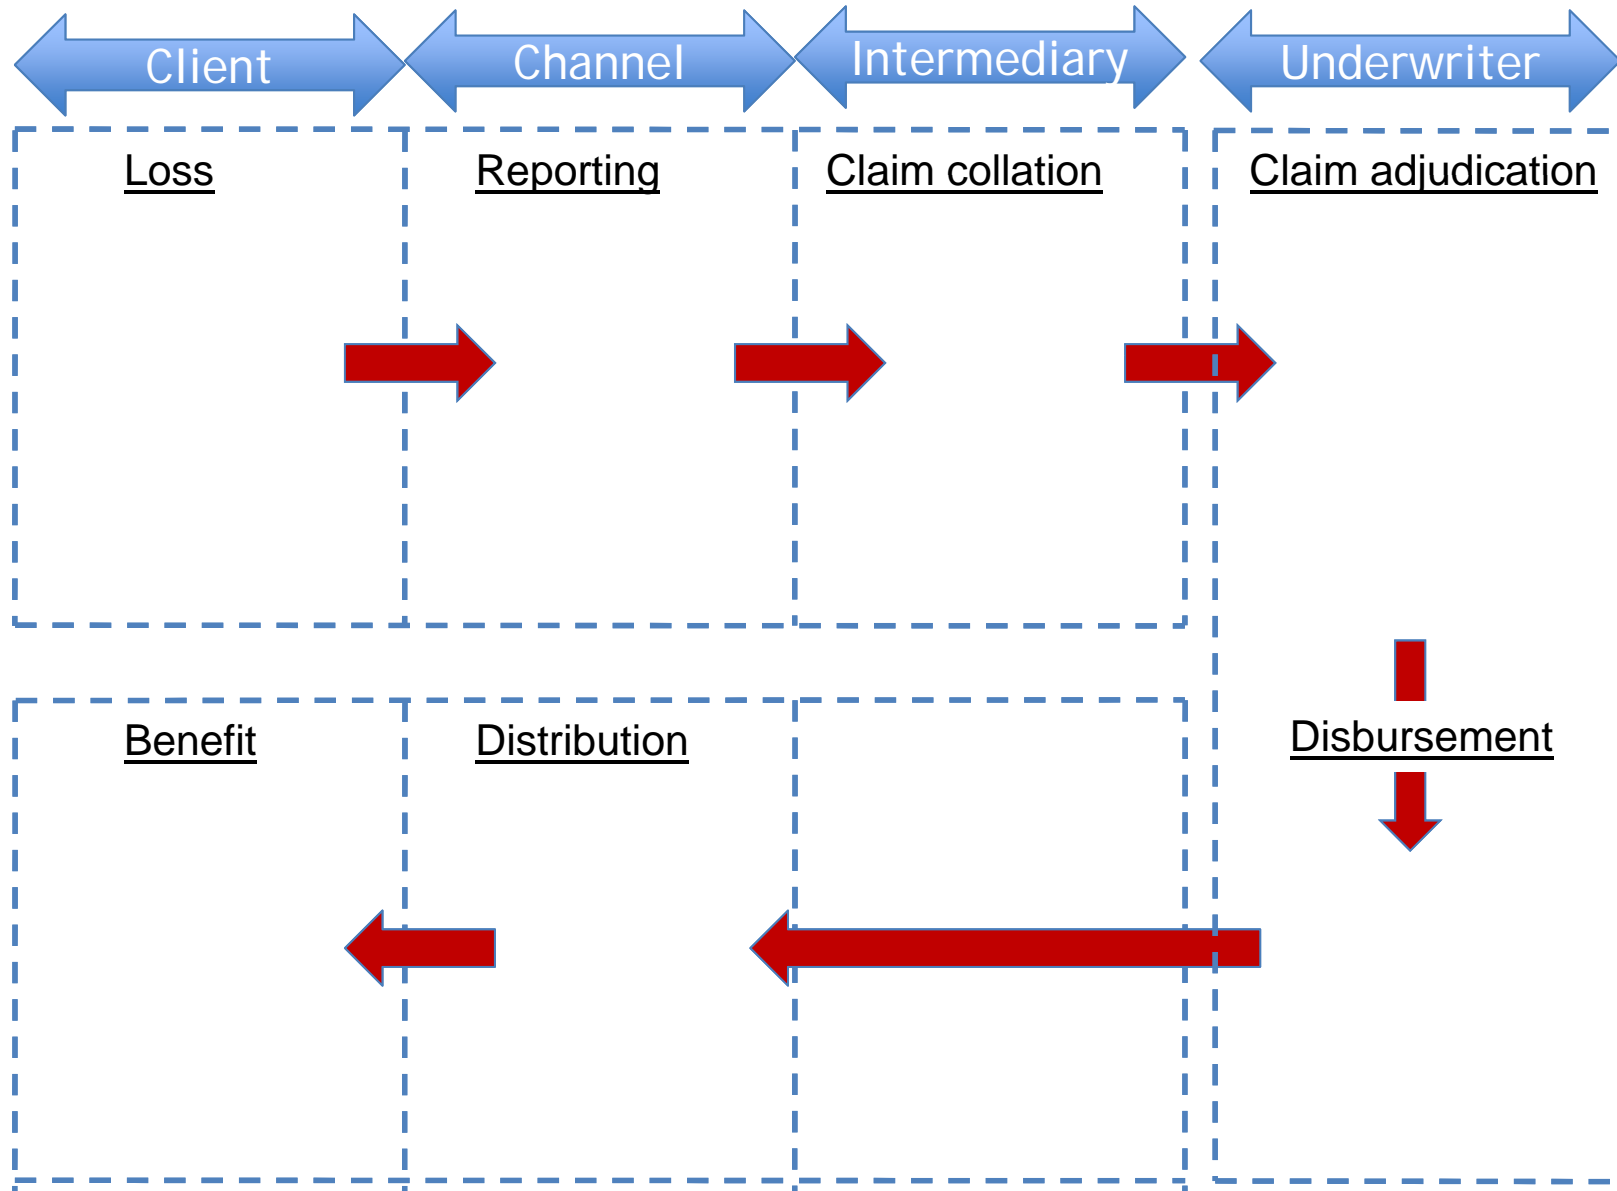 Client
Channel
Intermediary
Underwriter
Loss
Reporting
Claim collation
Claim adjudication
Benefit
Distribution
Disbursement